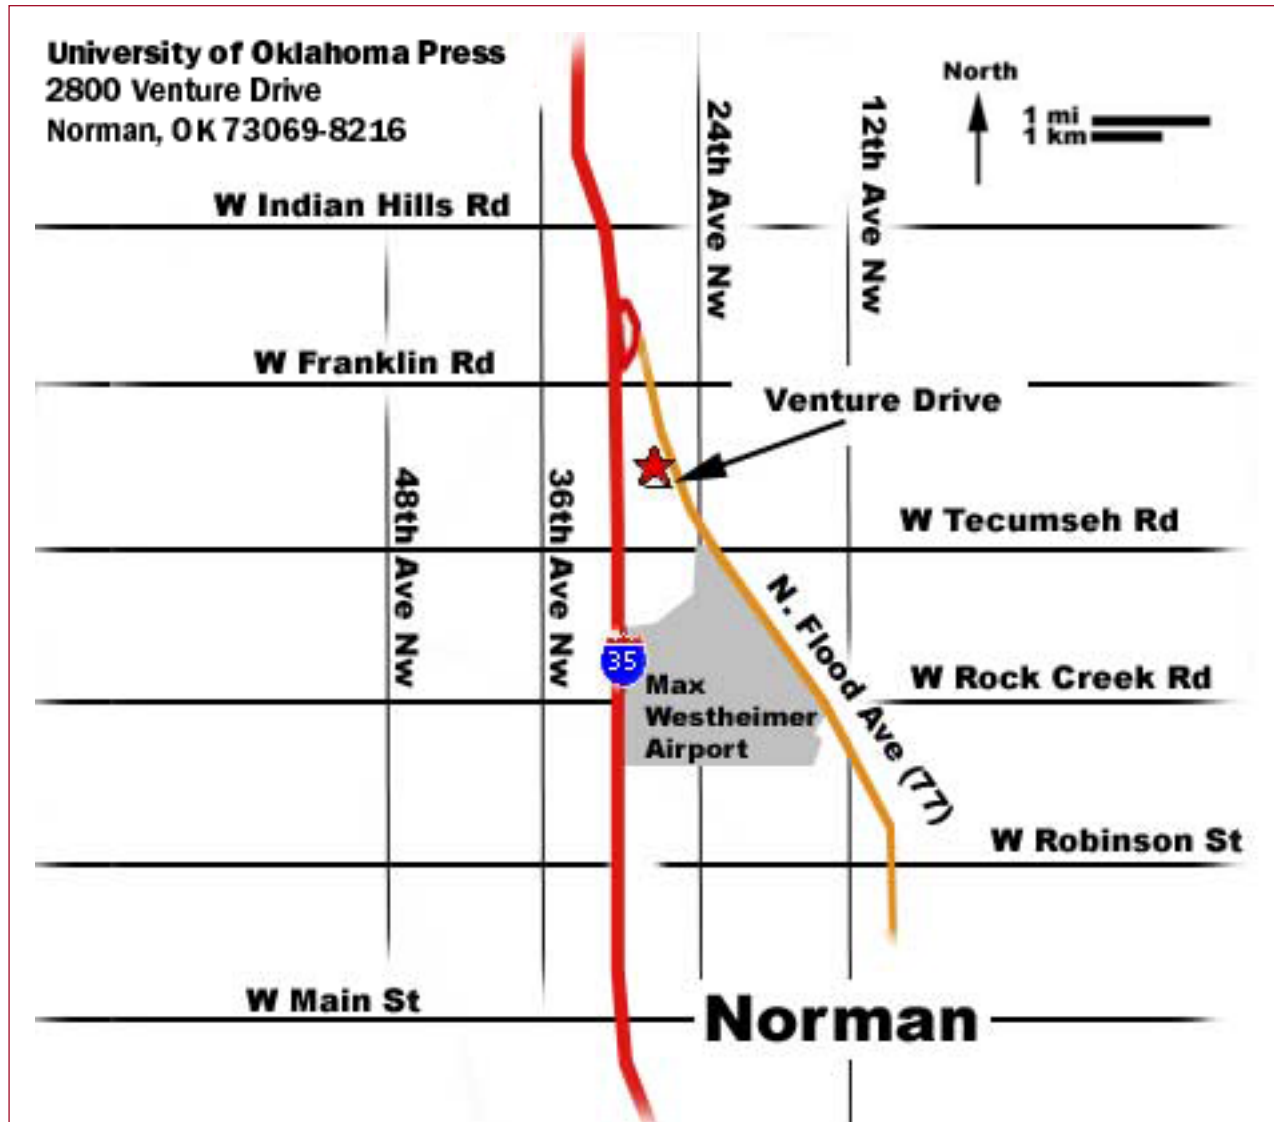 University of Oklahoma Press
2800 Venture Drive
Norman, OK 73069-8216
North
1 mi
1 km
24th Ave Nw
12th Ave Nw
W Indian Hills Rd
W Franklin Rd
Venture Drive
48th Ave Nw
36th Ave Nw
W Tecumseh Rd
N. Flood Ave (77)
35
W Rock Creek Rd
Max
Westheimer
Airport
W Robinson St
W Main St
Norman